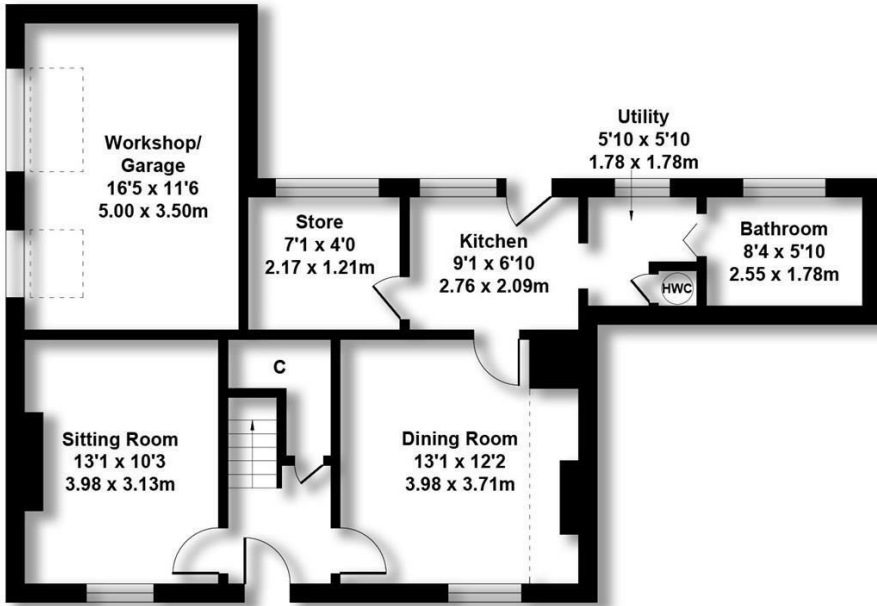 Workshop/
Garage
16'5 x 11'6
5.00 x 3.50m
Utility
5'10 x 5'10
1.78 x 1.78m
Store
7'1 x 4'0
2.17 x 1.21m
Kitchen
9'1 x 6'10
2.76 x 2.09m
Bathroom
8'4 x 5'10
2.55 x 1.78m
HWC
C
Sitting Room
13'1 x 10'3
3.98 x 3.13m
Dining Room
13'1 x 12'2
3.98 x 3.71m